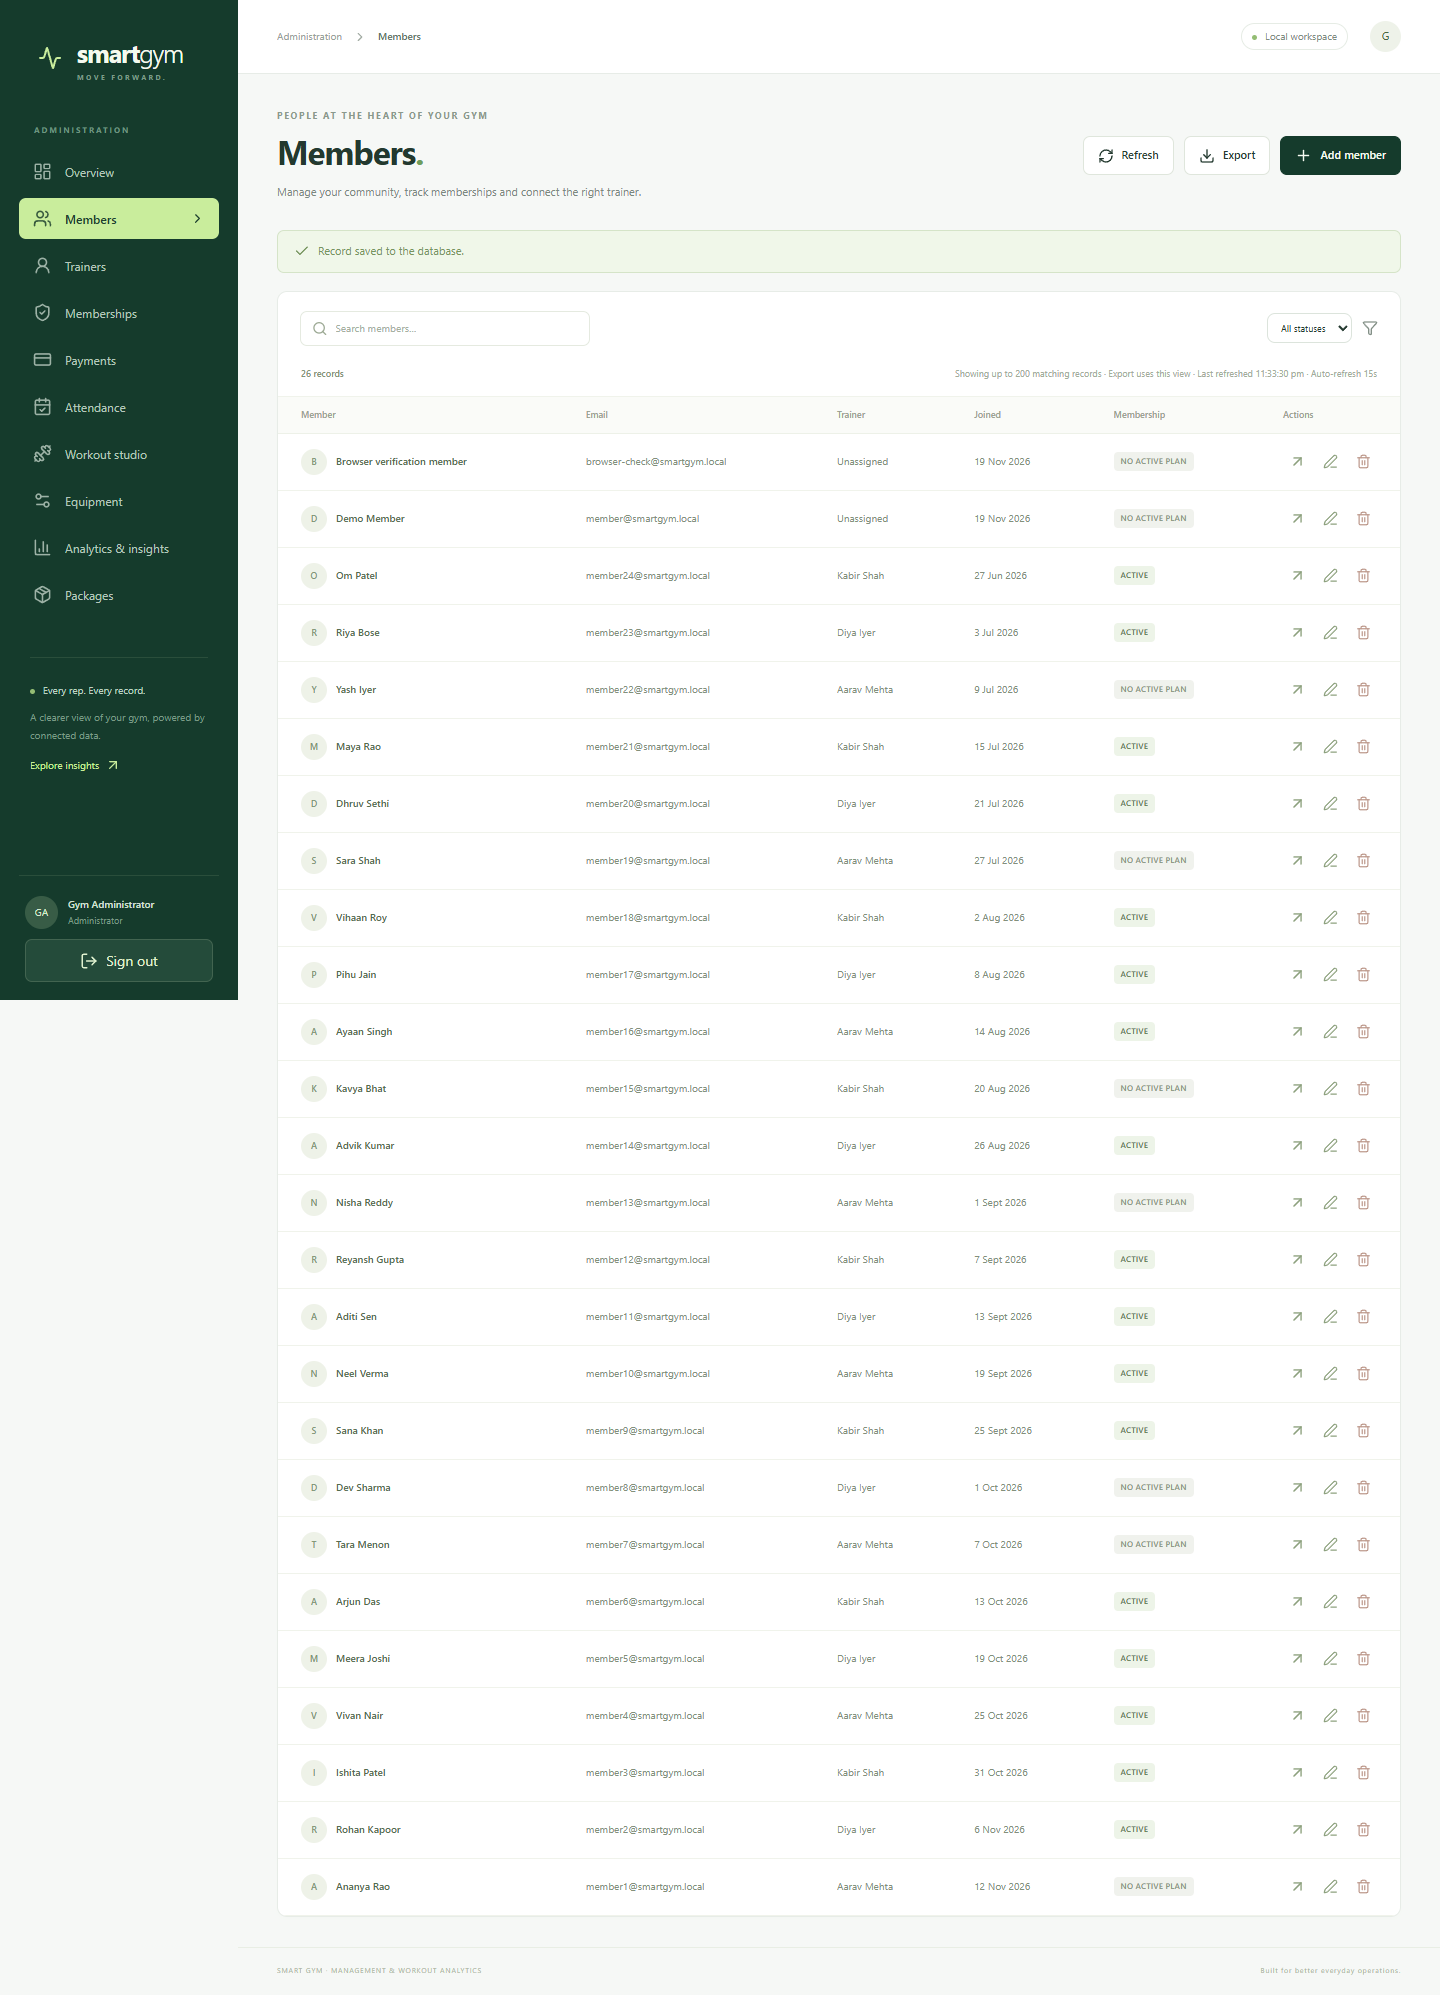 smartgym
MOVE FORWARD.
ADMINISTRATION
Overview
Members
Trainers
Memberships
Payments
Attendance
Workout studio
Equipment
Analytics & insights
Packages
Every rep. Every record.
A clearer view of your gym, powered by
connected data.
Explore insights
GA
Gym Administrator
Administrator
Sign out
Administration Members
Local workspace
G
PEOPLE AT THE HEART OF YOUR GYM
Members.
Manage your community, track memberships and connect the right trainer.
Refresh
Export
Add member
Record saved to the database.
Search members...
All statuses
26 records
Showing up to 200 matching records · Export uses this view · Last refreshed 11:33:30 pm · Auto-refresh 15s
Member Email Trainer Joined Membership Actions
B Browser verification member browser-check@smartgym.local Unassigned 19 Nov 2026 NO ACTIVE PLAN
D Demo Member member@smartgym.local Unassigned 19 Nov 2026 NO ACTIVE PLAN
O Om Patel member24@smartgym.local Kabir Shah 27 Jun 2026 ACTIVE
R Riya Bose member23@smartgym.local Diya Iyer 3 Jul 2026 ACTIVE
Y Yash Iyer member22@smartgym.local Aarav Mehta 9 Jul 2026 NO ACTIVE PLAN
M Maya Rao member21@smartgym.local Kabir Shah 15 Jul 2026 ACTIVE
D Dhruv Sethi member20@smartgym.local Diya Iyer 21 Jul 2026 ACTIVE
S Sara Shah member19@smartgym.local Aarav Mehta 27 Jul 2026 NO ACTIVE PLAN
V Vihaan Roy member18@smartgym.local Kabir Shah 2 Aug 2026 ACTIVE
P Pihu Jain member17@smartgym.local Diya Iyer 8 Aug 2026 ACTIVE
A Ayaan Singh member16@smartgym.local Aarav Mehta 14 Aug 2026 ACTIVE
K Kavya Bhat member15@smartgym.local Kabir Shah 20 Aug 2026 NO ACTIVE PLAN
A Advik Kumar member14@smartgym.local Diya Iyer 26 Aug 2026 ACTIVE
N Nisha Reddy member13@smartgym.local Aarav Mehta 1 Sept 2026 NO ACTIVE PLAN
R Reyansh Gupta member12@smartgym.local Kabir Shah 7 Sept 2026 ACTIVE
A Aditi Sen member11@smartgym.local Diya Iyer 13 Sept 2026 ACTIVE
N Neel Verma member10@smartgym.local Aarav Mehta 19 Sept 2026 ACTIVE
S Sana Khan member9@smartgym.local Kabir Shah 25 Sept 2026 ACTIVE
D Dev Sharma member8@smartgym.local Diya Iyer 1 Oct 2026 NO ACTIVE PLAN
T Tara Menon member7@smartgym.local Aarav Mehta 7 Oct 2026 NO ACTIVE PLAN
A Arjun Das member6@smartgym.local Kabir Shah 13 Oct 2026 ACTIVE
M Meera Joshi member5@smartgym.local Diya Iyer 19 Oct 2026 ACTIVE
V Vivan Nair member4@smartgym.local Aarav Mehta 25 Oct 2026 ACTIVE
I Ishita Patel member3@smartgym.local Kabir Shah 31 Oct 2026 ACTIVE
R Rohan Kapoor member2@smartgym.local Diya Iyer 6 Nov 2026 ACTIVE
A Ananya Rao member1@smartgym.local Aarav Mehta 12 Nov 2026 NO ACTIVE PLAN
SMART GYM · MANAGEMENT & WORKOUT ANALYTICS
Built for better everyday operations.